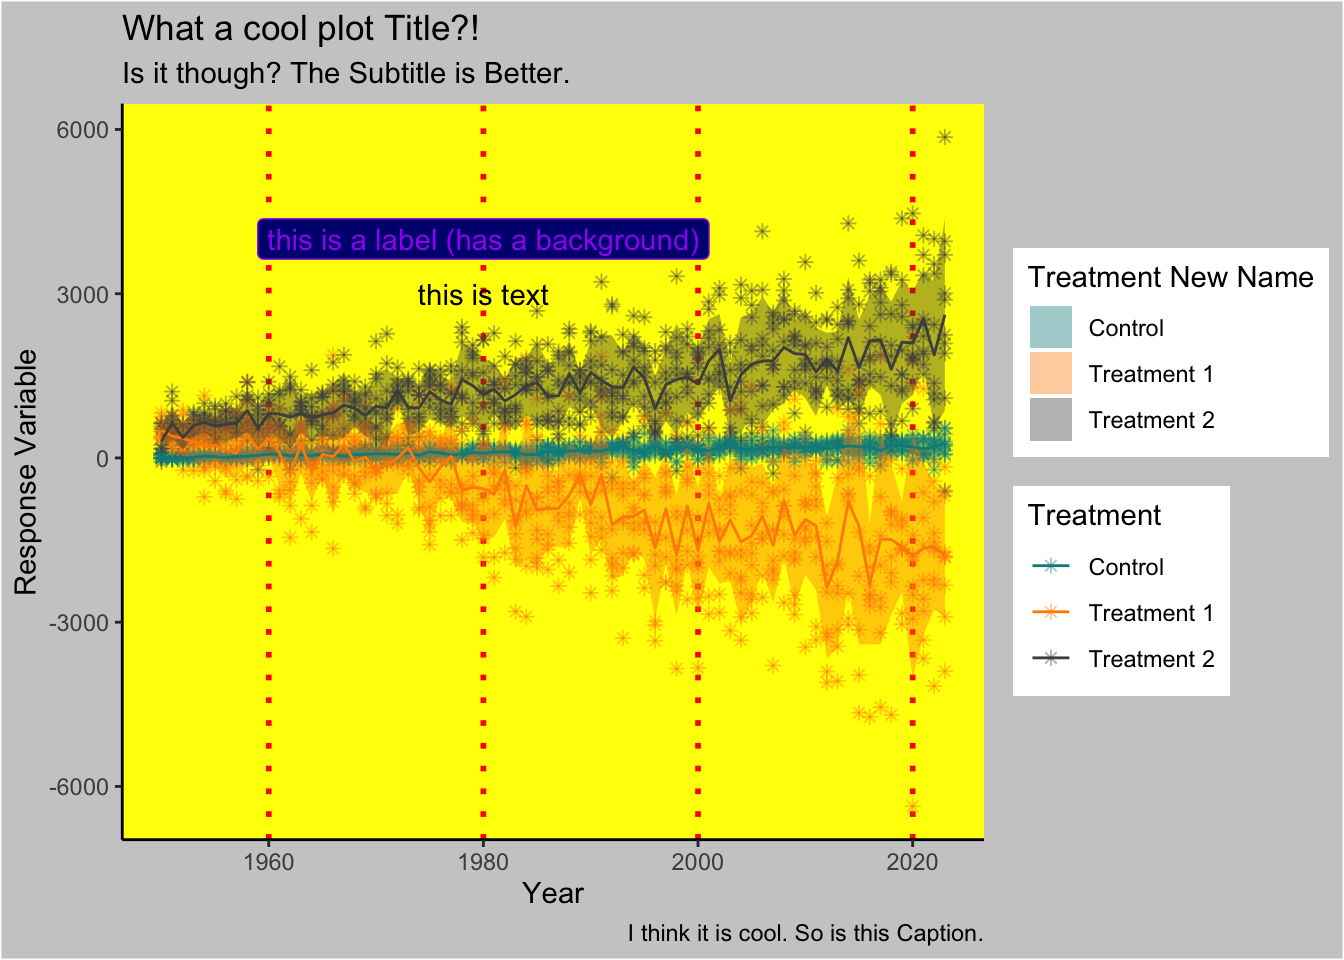 What a cool plot Title?!
Is it though? The Subtitle is Better.
6000
3000
0
-3000
-6000
Response Variable
this is a label (has a background)
this is text
1960 1980 2000 2020
Year
I think it is cool. So is this Caption.
Treatment New Name
Control
Treatment 1
Treatment 2
Treatment
Control
Treatment 1
Treatment 2